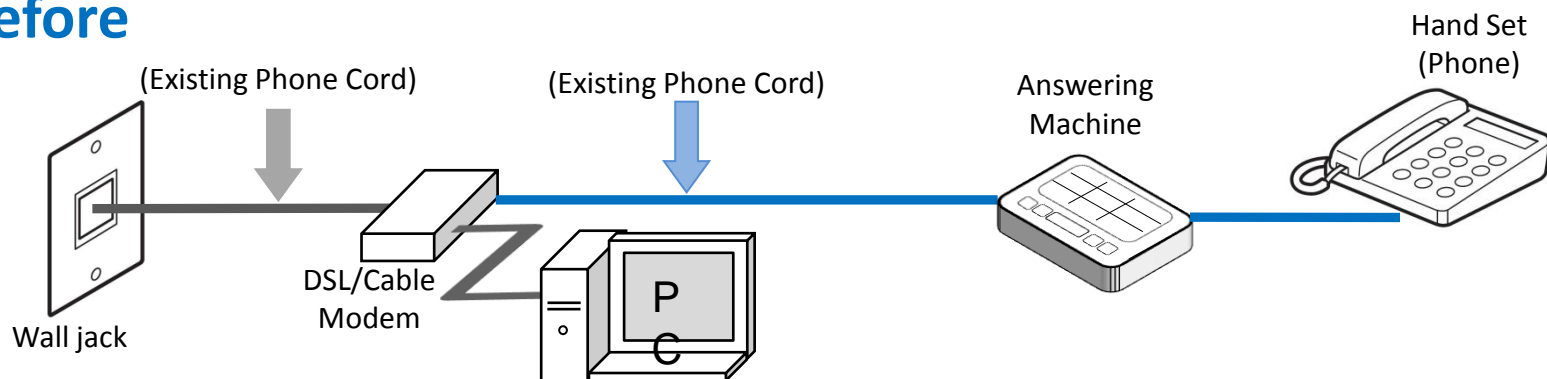 efore
Hand Set
(Phone)
(Existing Phone Cord)
(Existing Phone Cord)
Answering
Machine
DSL/Cable
Modem
P
C
Wall jack